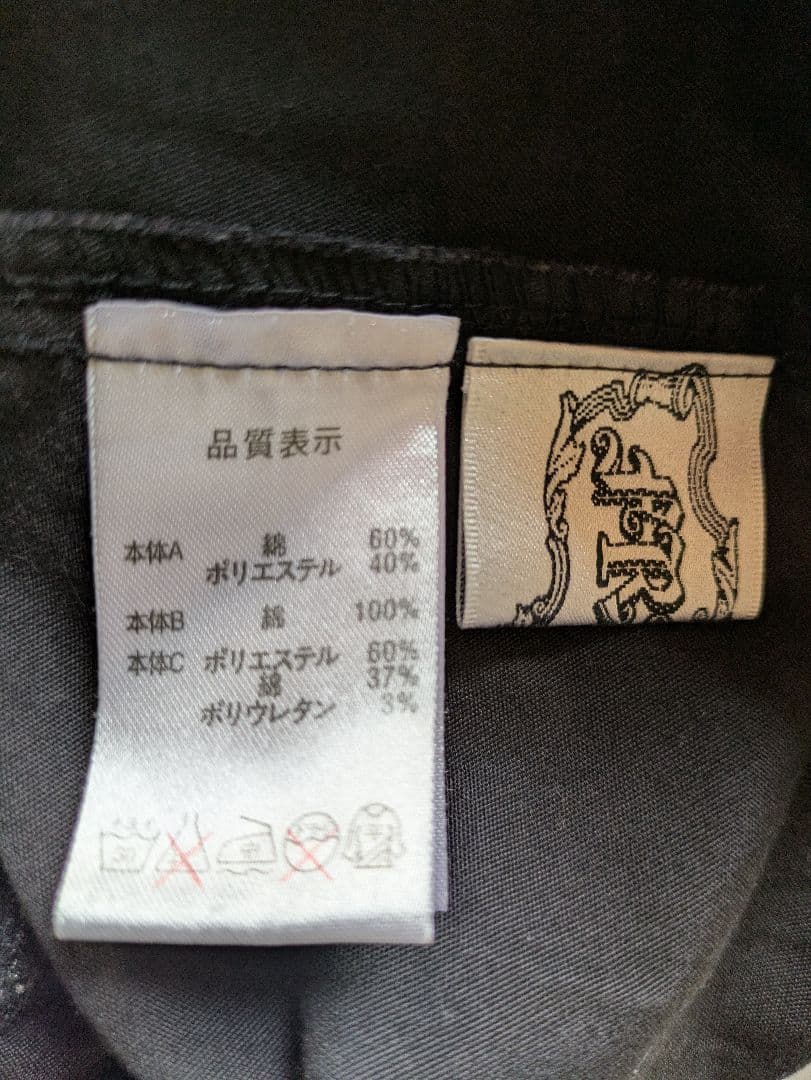 品質表示
本体A 綿 60%
ポリエステル 40%
本体B 綿 100%
本体C ポリエステル 60%
綿 37%
ポリウレタン 3%